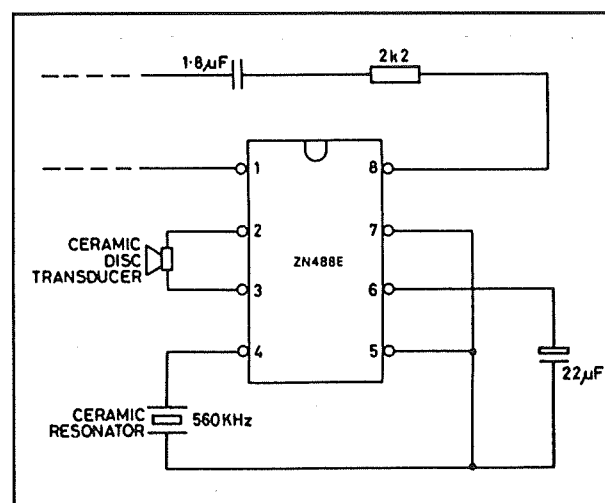 1·8µF
2k2
1
8
2
7
CERAMIC
DISC
TRANSDUCER
ZN488E
3
6
4
5
22µF
CERAMIC
RESONATOR
560KHz